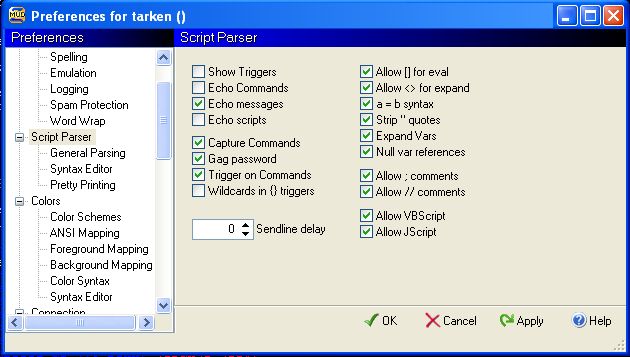 Preferences for tarken ()
Preferences
Spelling
Emulation
Logging
Spam Protection
Word Wrap
Script Parser
General Parsing
Syntax Editor
Pretty Printing
Colors
Color Schemes
ANSI Mapping
Foreground Mapping
Background Mapping
Color Syntax
Syntax Editor
Connection
Script Parser
Show Triggers
Echo Commands
Echo messages
Echo scripts
Capture Commands
Gag password
Trigger on Commands
Wildcards in {} triggers
0 Sendline delay
Allow [] for eval
Allow <> for expand
a = b syntax
Strip " quotes
Expand Vars
Null var references
Allow ; comments
Allow // comments
Allow VBScript
Allow JScript
OK Cancel Apply Help